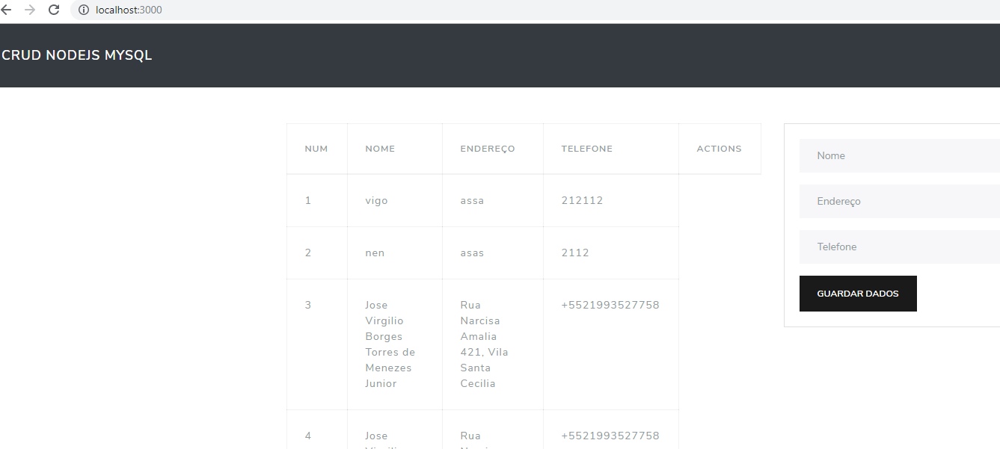 localhost:3000
CRUD NODEJS MYSQL
NUM NOME ENDEREÇO TELEFONE ACTIONS
1 vigo assa 212112
2 nen asas 2112
3 Jose Rua +5521993527758
Virgilio Narcisa
Borges Amalia
Torres de 421, Vila
Menezes Santa
Junior Cecilia
4 Jose Rua +5521993527758
Nome
Endereço
Telefone
GUARDAR DADOS